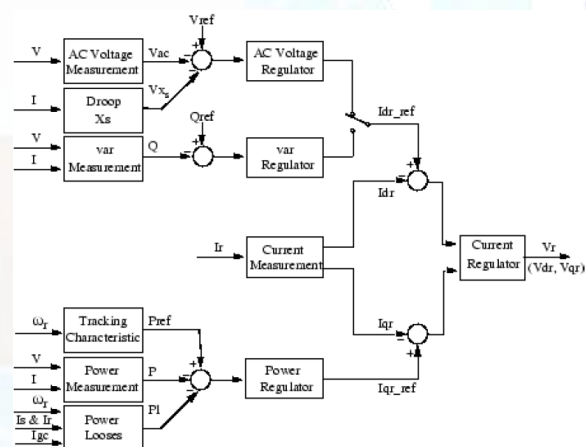 Vref
V
AC Voltage
Measurement
Vac
AC Voltage
Regulator
I
Droop
Xs
Vxs
Idr_ref
V
I
var
Measurement
Q
Qref
var
Regulator
Idr
Ir
Current
Measurement
Current
Regulator
Vr
(Vdr, Vqr)
Iqr
ωr
Tracking
Characteristic
Pref
V
I
Power
Measurement
P
Power
Regulator
Iqr_ref
ωr
Is & Ir
Igc
Power
Looses
Pl